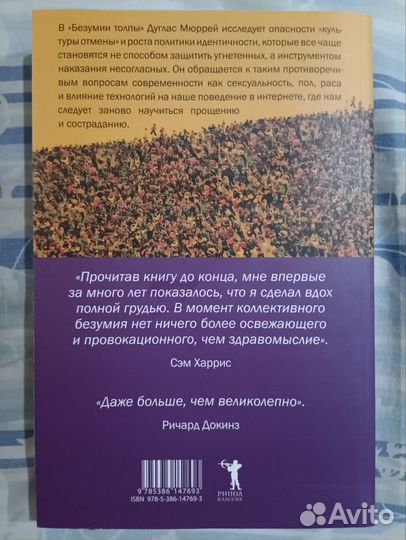 В «Безумии толпы» Дуглас Мюррей исследует опасности «куль-
туры отмены» и роста политики идентичности, которые все чаще
становятся не способом защитить угнетенных, а инструментом
наказания несогласных. Он обращается к таким противоречи-
вым вопросам современности как сексуальность, пол, раса
и влияние технологий на наше поведение в интернете, где нам
следует заново научиться прощению
и состраданию.
«Прочитав книгу до конца, мне впервые
за много лет показалось, что я сделал вдох
полной грудью. В момент коллективного
безумия нет ничего более освежающего
и провокационного, чем здравомыслие».
Сэм Харрис
«Даже больше, чем великолепно».
Ричард Докинз
9 785386 147693
ISBN 978-5-386-14769-3
РИПОЛ
КЛАССИК
Avito